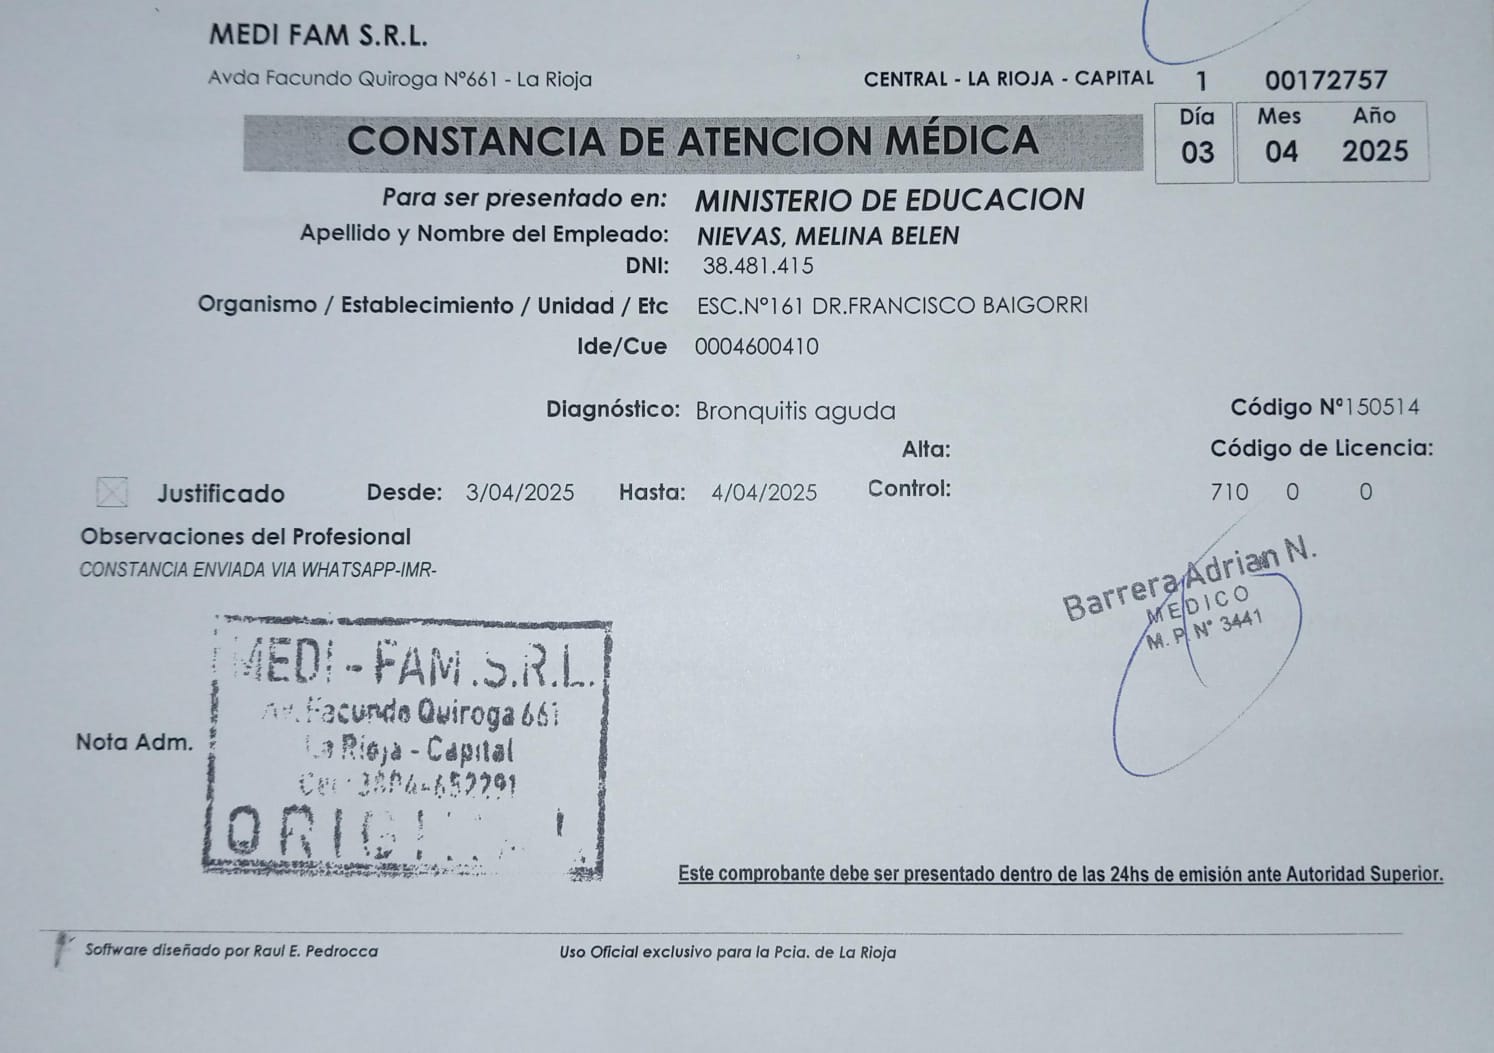 MEDI FAM S.R.L.
Avda Facundo Quiroga Nº661 - La Rioja
CENTRAL - LA RIOJA - CAPITAL 1 00172757
CONSTANCIA DE ATENCION MÉDICA
Día Mes Año
03 04 2025
Para ser presentado en: MINISTERIO DE EDUCACION
Apellido y Nombre del Empleado: NIEVAS, MELINA BELEN
DNI: 38.481.415
Organismo / Establecimiento / Unidad / Etc ESC.Nº161 DR.FRANCISCO BAIGORRI
Ide/Cue 0004600410
Diagnóstico: Bronquitis aguda
Código Nº150514
Alta:
Código de Licencia:
Justificado Desde: 3/04/2025 Hasta: 4/04/2025 Control:
710 0 0
Observaciones del Profesional
CONSTANCIA ENVIADA VIA WHATSAPP-IMR-
Barrera Adrian N.
MEDICO
M. P. N° 3441
MEDI - FAM .S.R.L.
Av. Facundo Quiroga 661
La Rioja - Capital
Nota Adm.
Este comprobante debe ser presentado dentro de las 24hs de emisión ante Autoridad Superior.
Software diseñado por Raul E. Pedrocca
Uso Oficial exclusivo para la Pcia. de La Rioja